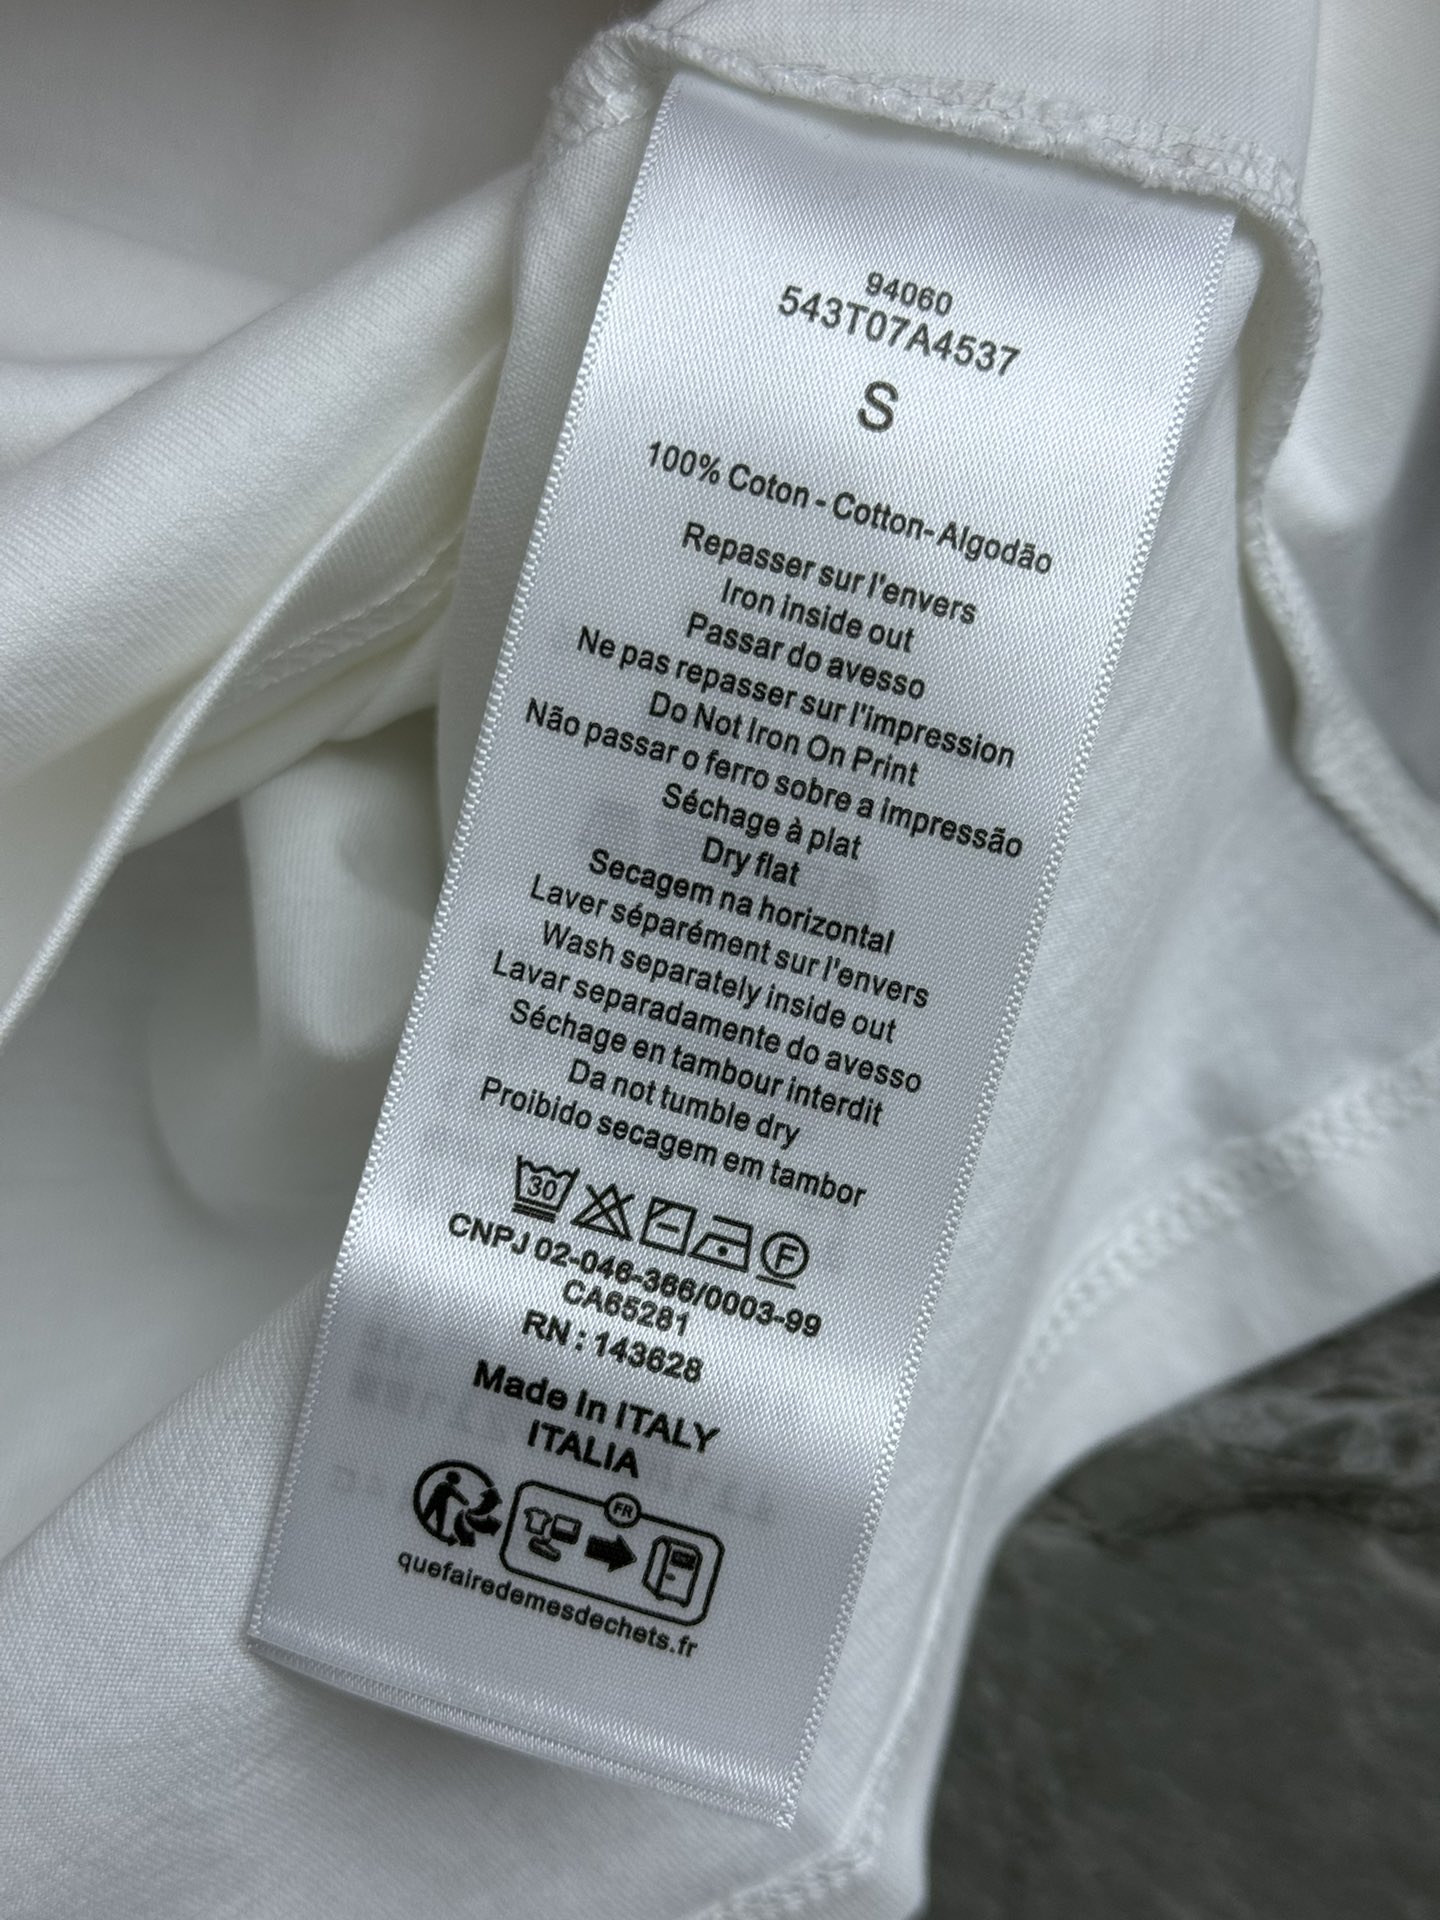 94060
543T07A4537
S
100% Coton - Cotton- Algodão
Repasser sur l'envers
Iron inside out
Passar do avesso
Ne pas repasser sur l'impression
Do Not Iron On Print
Não passar o ferro sobre a impressão
Séchage à plat
Dry flat
Secagem na horizontal
Laver séparément sur l'envers
Wash separately inside out
Lavar separadamente do avesso
Séchage en tambour interdit
Da not tumble dry
Proibido secagem em tambor
30 F
CNPJ 02-046-366/0003-99
CA65281
RN : 143628
Made In ITALY
ITALIA
FR
quefairedemesdechets.fr